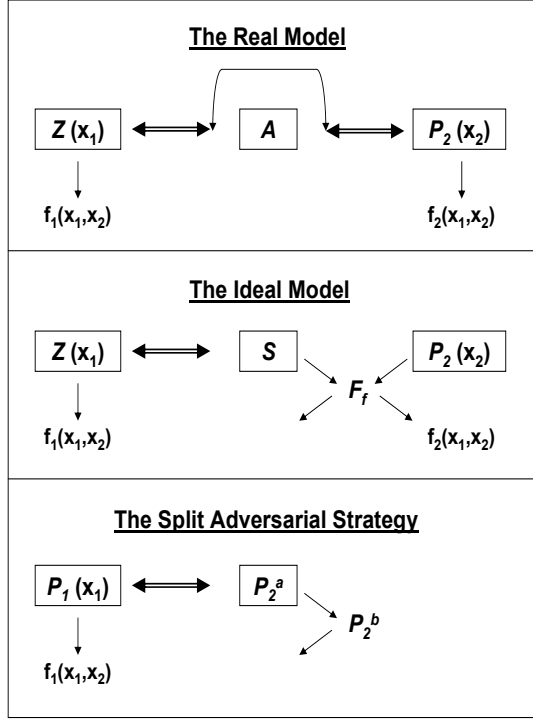 The Real Model
Z (x₁) A P₂ (x₂)
f₁(x₁,x₂) f₂(x₁,x₂)
The Ideal Model
Z (x₁) S P₂ (x₂)
F_f
f₁(x₁,x₂) f₂(x₁,x₂)
The Split Adversarial Strategy
P₁ (x₁) P₂ᵃ
P₂ᵇ
f₁(x₁,x₂)